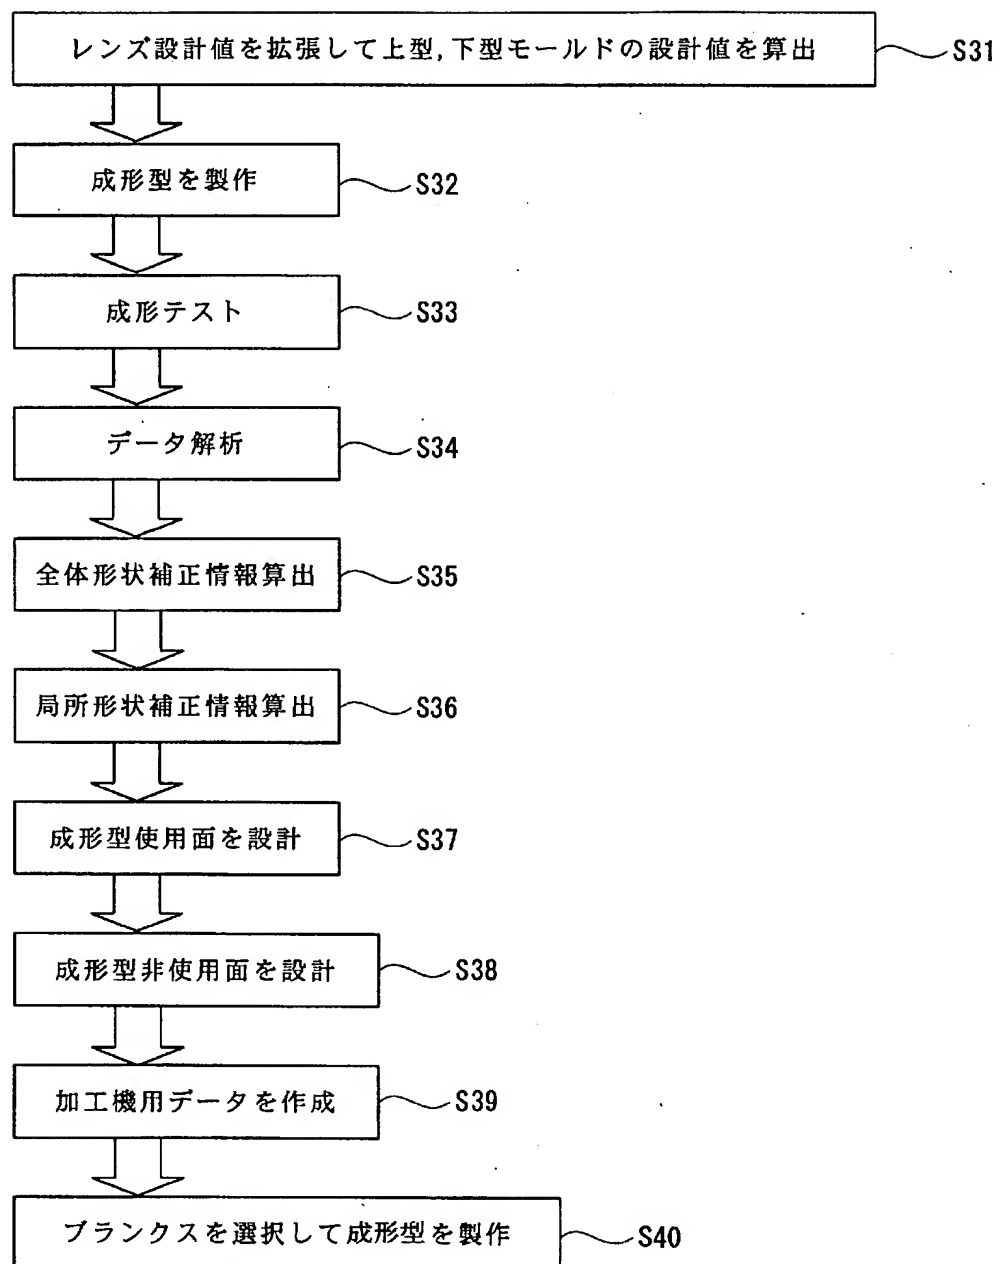 レンズ設計値を拡張して上型,下型モールドの設計値を算出 S31
成形型を製作 S32
成形テスト S33
データ解析 S34
全体形状補正情報算出 S35
局所形状補正情報算出 S36
成形型使用面を設計 S37
成形型非使用面を設計 S38
加工機用データを作成 S39
ブランクスを選択して成形型を製作 S40